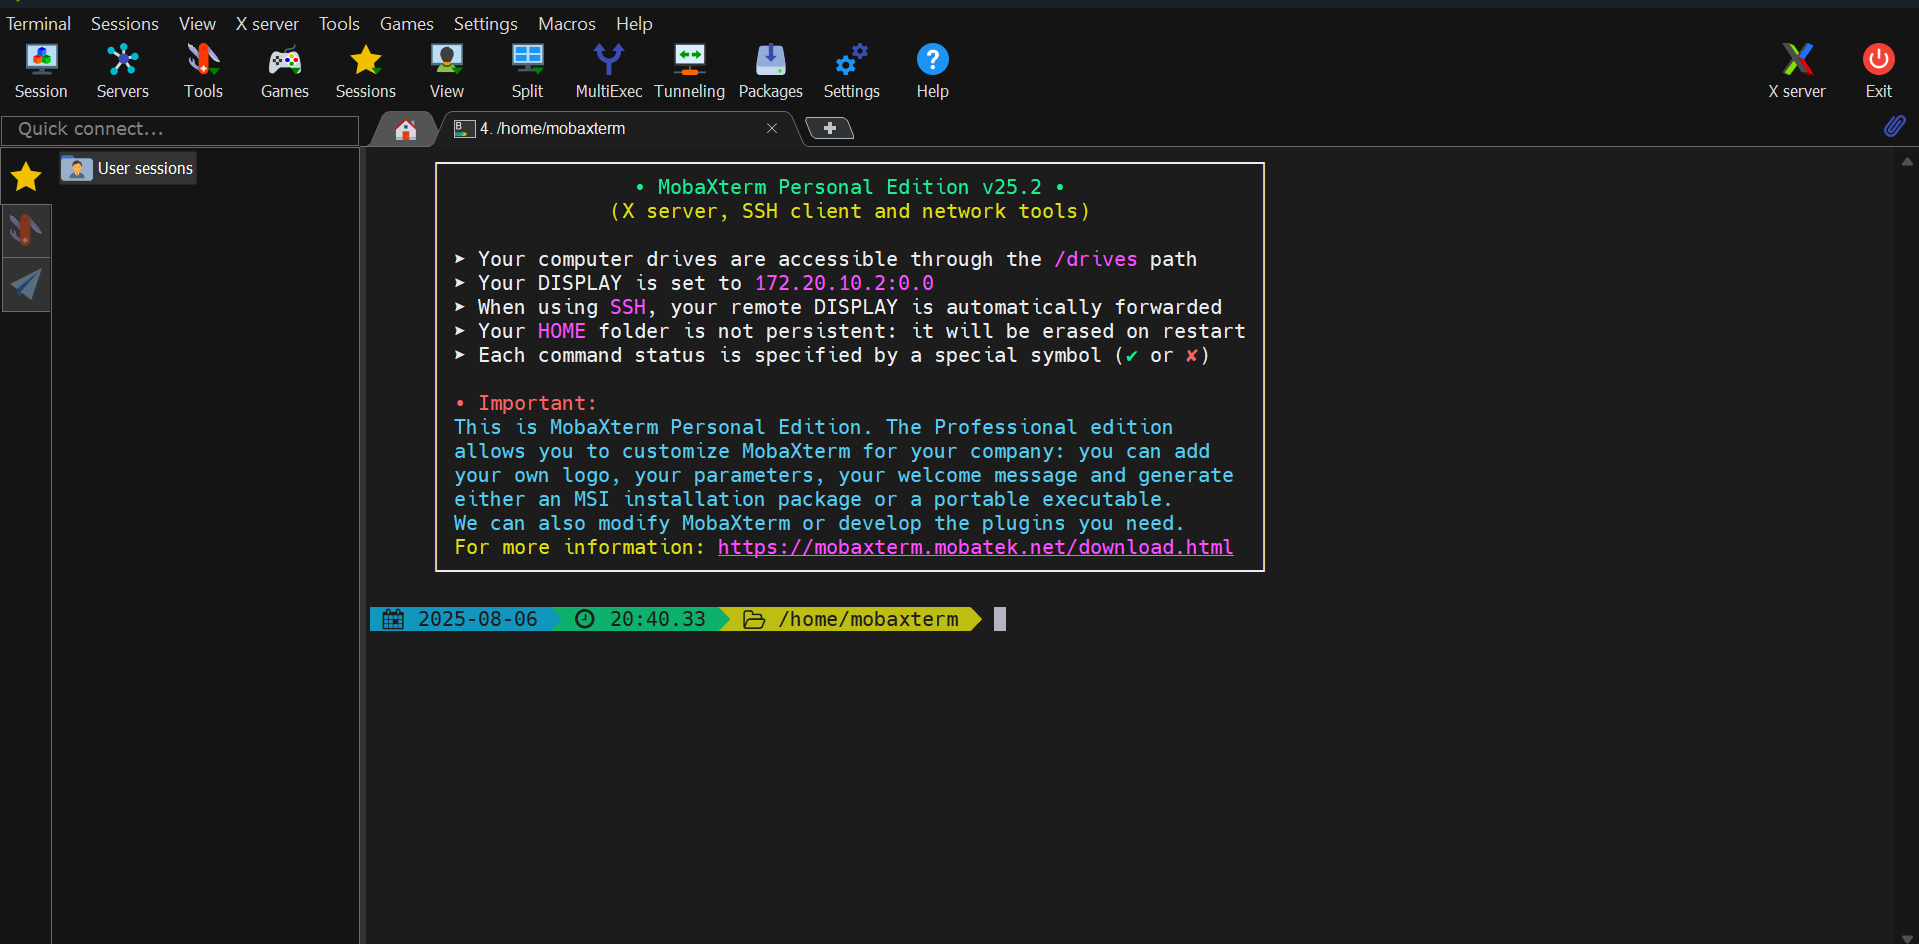 Terminal Sessions View X server Tools Games Settings Macros Help
Session Servers Tools Games Sessions View Split MultiExec Tunneling Packages Settings Help X server Exit
Quick connect...
4. /home/mobaxterm
User sessions
• MobaXterm Personal Edition v25.2 •
(X server, SSH client and network tools)
➤ Your computer drives are accessible through the /drives path
➤ Your DISPLAY is set to 172.20.10.2:0.0
➤ When using SSH, your remote DISPLAY is automatically forwarded
➤ Your HOME folder is not persistent: it will be erased on restart
➤ Each command status is specified by a special symbol (✔ or ✘)
• Important:
This is MobaXterm Personal Edition. The Professional edition
allows you to customize MobaXterm for your company: you can add
your own logo, your parameters, your welcome message and generate
either an MSI installation package or a portable executable.
We can also modify MobaXterm or develop the plugins you need.
For more information: https://mobaxterm.mobatek.net/download.html
2025-08-06 20:40.33 /home/mobaxterm